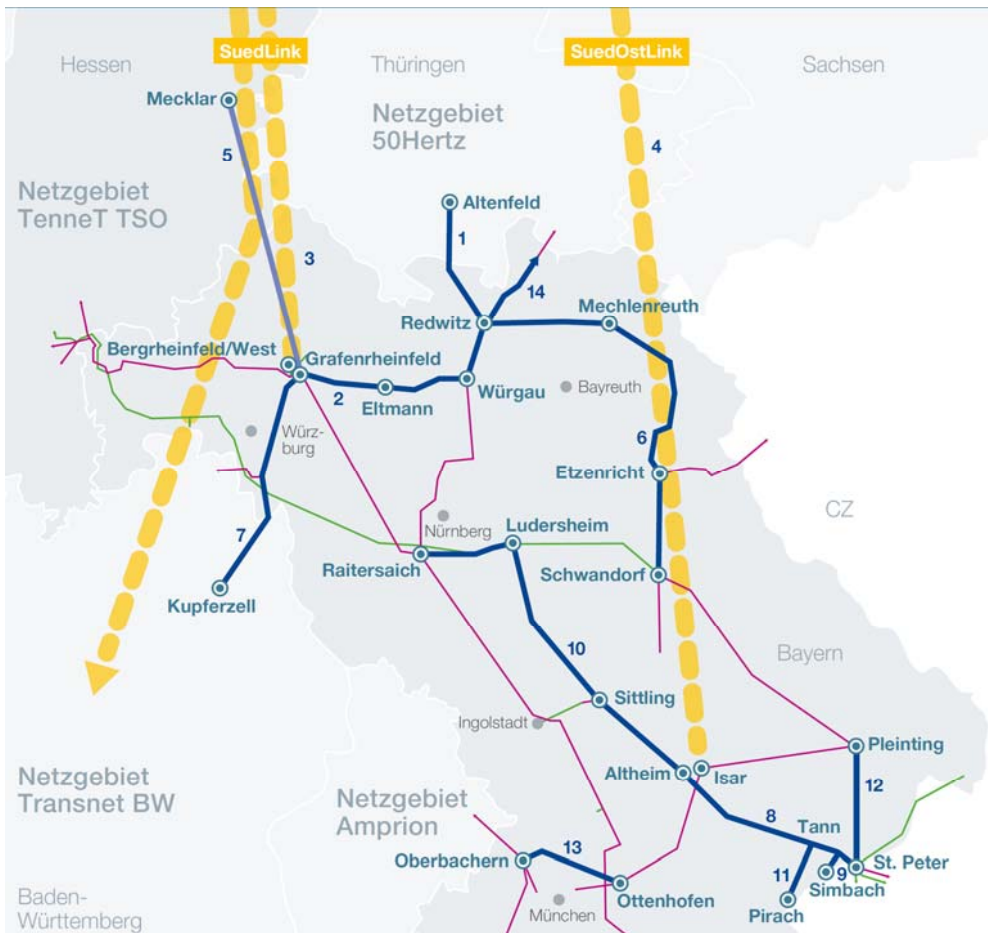 SuedLink
SuedOstLink
Hessen
Thüringen
Sachsen
Mecklar
Netzgebiet
50Hertz
4
5
Netzgebiet
TenneT TSO
Altenfeld
1
3
14
Mechlenreuth
Redwitz
Bergrheinfeld/West
Grafenrheinfeld
2
Eltmann
Würgau
Bayreuth
Würz-
burg
6
Etzenricht
CZ
Nürnberg
Ludersheim
7
Raitersaich
Schwandorf
Kupferzell
10
Bayern
Sittling
Ingolstadt
Pleinting
Netzgebiet
Transnet BW
Altheim
Isar
12
Netzgebiet
Amprion
8
Tann
13
Oberbachern
St. Peter
11
9
Simbach
Ottenhofen
Pirach
München
Baden-
Württemberg